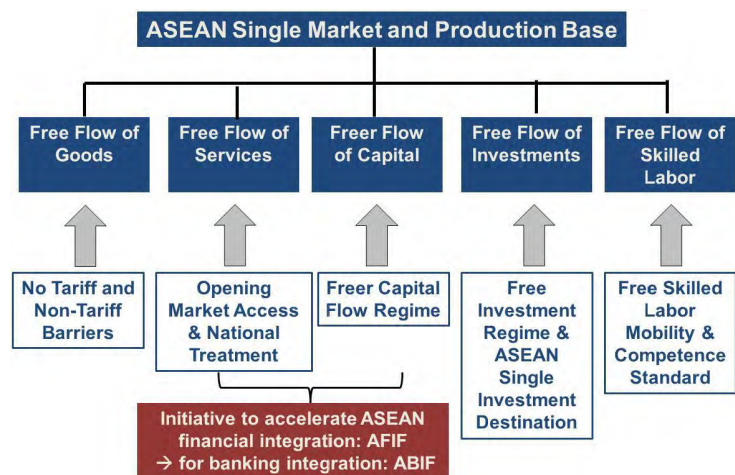 ASEAN Single Market and Production Base
Free Flow of
Goods
Free Flow of
Services
Freer Flow
of Capital
Free Flow of
Investments
Free Flow of
Skilled
Labor
No Tariff and
Non-Tariff
Barriers
Opening
Market Access
& National
Treatment
Freer Capital
Flow Regime
Free
Investment
Regime &
ASEAN
Single
Investment
Destination
Free Skilled
Labor
Mobility &
Competence
Standard
Initiative to accelerate ASEAN
financial integration: AFIF
→ for banking integration: ABIF